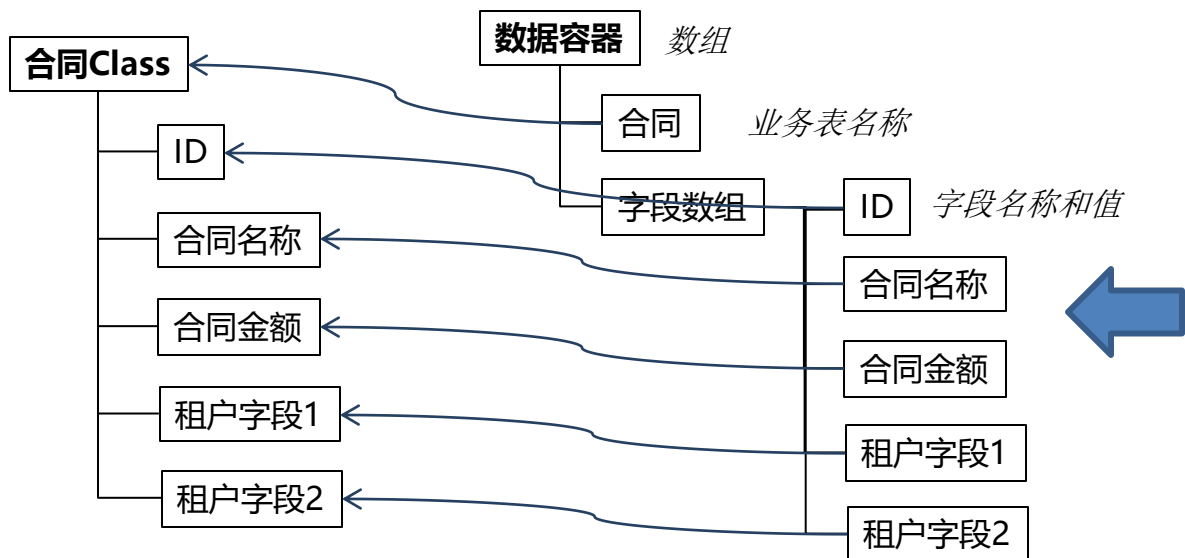 数据容器 数组
合同Class
合同 业务表名称
ID
字段数组 ID 字段名称和值
合同名称
合同名称
合同金额
合同金额
租户字段1
租户字段1
租户字段2
租户字段2